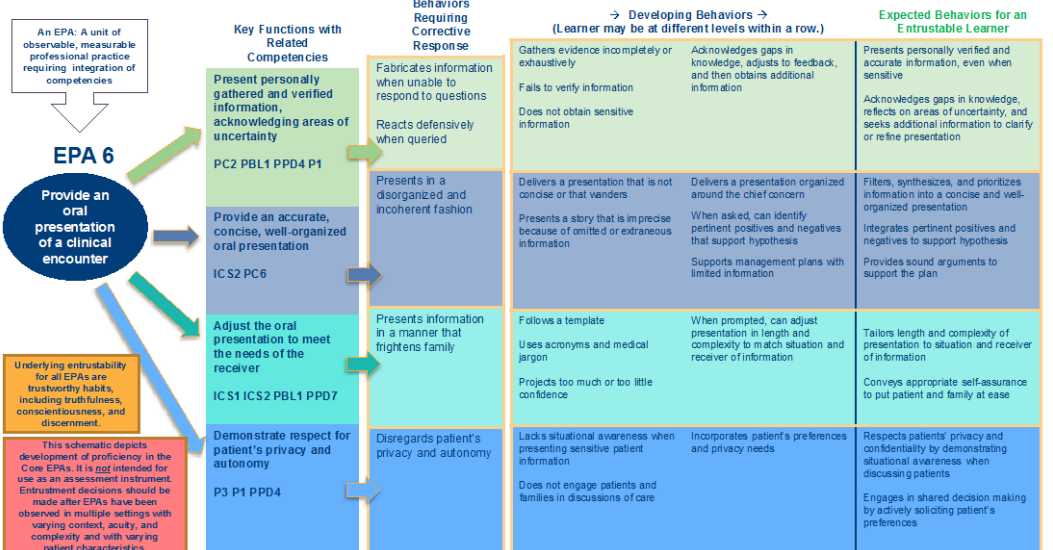 An EPA: A unit of
observable, measurable
professional practice
requiring integration of
competencies
EPA 6
Provide an
oral
presentation
of a clinical
encounter
Underlying entrustability
for all EPAs are
trustworthy habits,
including truthfulness,
conscientiousness, and
discernment.
This schematic depicts
development of proficiency in the
Core EPAs. It is not intended for
use as an assessment instrument.
Entrustment decisions should be
made after EPAs have been
observed in multiple settings with
varying context, acuity, and
complexity and with varying
patient characteristics
Key Functions with
Related
Competencies
Behaviors
Requiring
Corrective
Response
→ Developing Behaviors →
(Learner may be at different levels within a row.)
Expected Behaviors for an
Entrustable Learner
Present personally
gathered and verified
information,
acknowledging areas of
uncertainty
PC2 PBL1 PPD4 P1
Fabricates information
when unable to
respond to questions
Reacts defensively
when queried
Gathers evidence incompletely or
exhaustively
Fails to verify information
Does not obtain sensitive
information
Acknowledges gaps in
knowledge, adjusts to feedback,
and then obtains additional
information
Presents personally verified and
accurate information, even when
sensitive
Acknowledges gaps in knowledge,
reflects on areas of uncertainty, and
seeks additional information to clarify
or refine presentation
Provide an accurate,
concise, well-organized
oral presentation
ICS2 PC6
Presents in a
disorganized and
incoherent fashion
Delivers a presentation that is not
concise or that wanders
Presents a story that is imprecise
because of omitted or extraneous
information
Delivers a presentation organized
around the chief concern
When asked, can identify
pertinent positives and negatives
that support hypothesis
Supports management plans with
limited information
Filters, synthesizes, and prioritizes
information into a concise and well-
organized presentation
Integrates pertinent positives and
negatives to support hypothesis
Provides sound arguments to
support the plan
Adjust the oral
presentation to meet
the needs of the
receiver
ICS1 ICS2 PBL1 PPD7
Presents information
in a manner that
frightens family
Follows a template
Uses acronyms and medical
jargon
Projects too much or too little
confidence
When prompted, can adjust
presentation in length and
complexity to match situation and
receiver of information
Tailors length and complexity of
presentation to situation and receiver
of information
Conveys appropriate self-assurance
to put patient and family at ease
Demonstrate respect for
patient's privacy and
autonomy
P3 P1 PPD4
Disregards patient's
privacy and autonomy
Lacks situational awareness when
presenting sensitive patient
information
Does not engage patients and
families in discussions of care
Incorporates patient's preferences
and privacy needs
Respects patients' privacy and
confidentiality by demonstrating
situational awareness when
discussing patients
Engages in shared decision making
by actively soliciting patient's
preferences